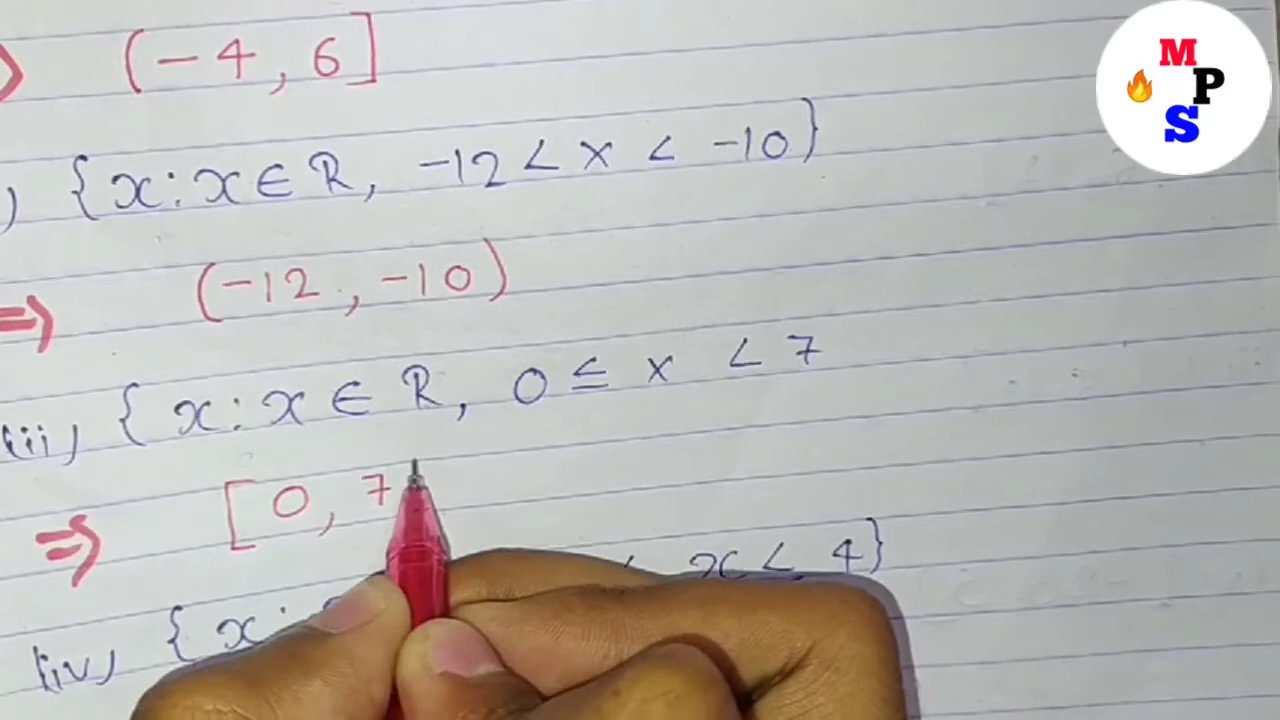 (-4, 6]
M
P
S
) {x : x ∈ R, -12 < x < -10}
⇒ (-12, -10)
(iii) {x : x ∈ R, 0 ≤ x < 7
⇒ [0, 7
(iv) {x : x < 4}